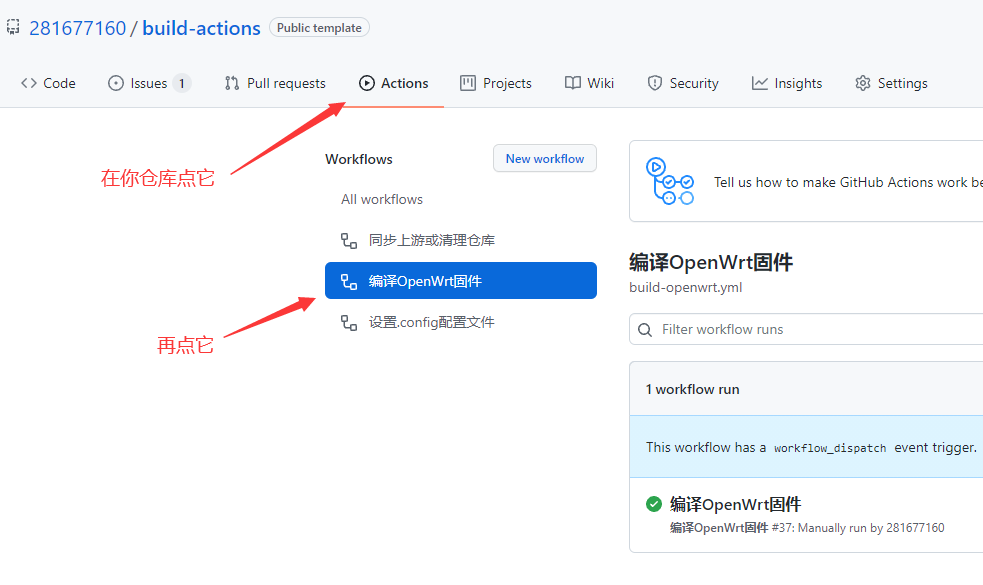 281677160 / build-actions Public template
Code Issues 1 Pull requests Actions Projects Wiki Security Insights Settings
在你仓库点它
Workflows
New workflow
All workflows
同步上游或清理仓库
编译OpenWrt固件
设置.config配置文件
再点它
Tell us how to make GitHub Actions work be
编译OpenWrt固件
build-openwrt.yml
Filter workflow runs
1 workflow run
This workflow has a workflow_dispatch event trigger.
编译OpenWrt固件
编译OpenWrt固件 #37: Manually run by 281677160